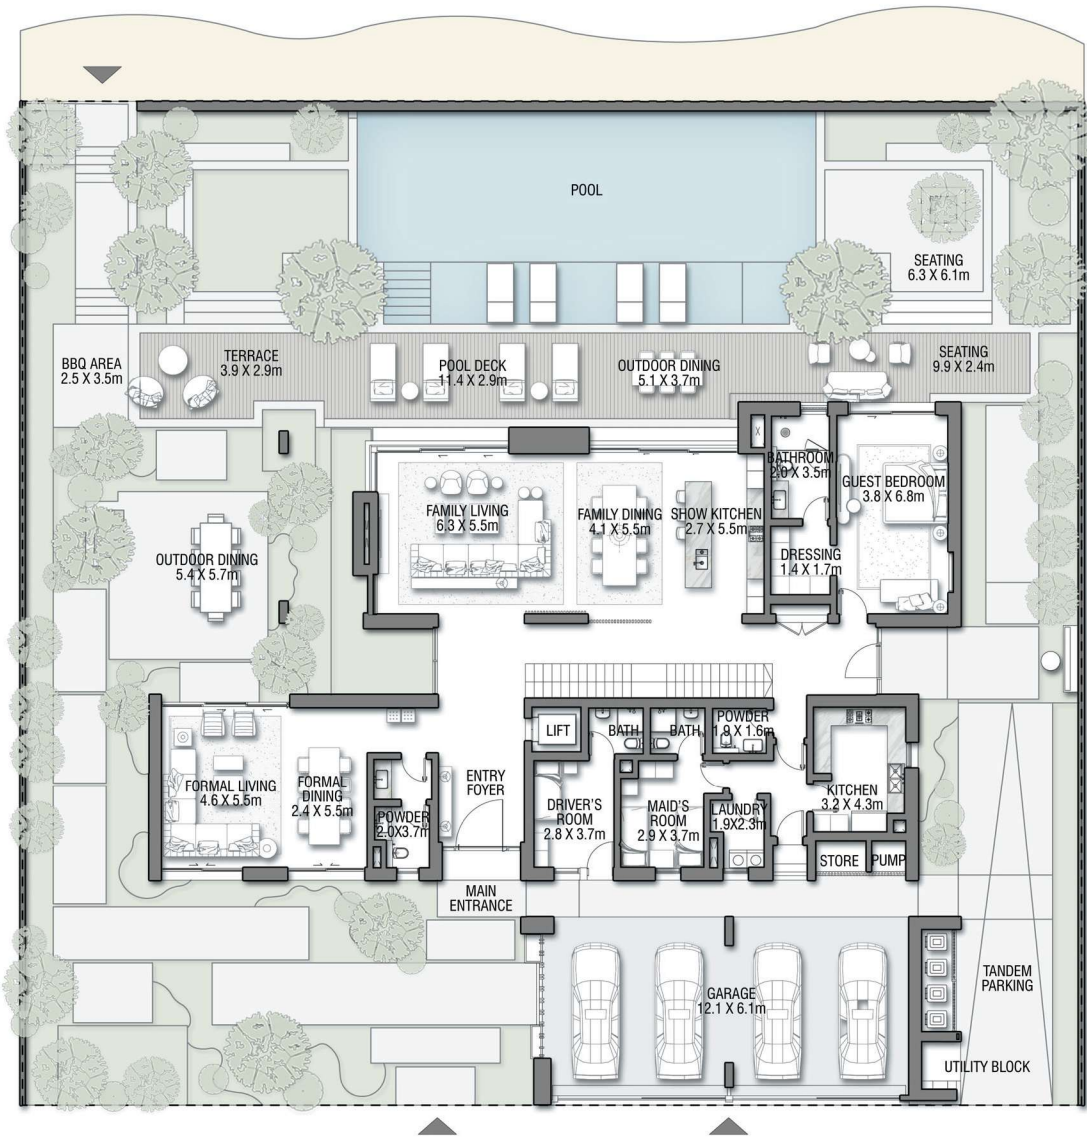 POOL
SEATING
6.3 X 6.1m
BBQ AREA
2.5 X 3.5m
TERRACE
3.9 X 2.9m
POOL DECK
11.4 X 2.9m
OUTDOOR DINING
5.1 X 3.7m
SEATING
9.9 X 2.4m
BATHROOM
2.0 X 3.5m
GUEST BEDROOM
3.8 X 6.8m
FAMILY LIVING
6.3 X 5.5m
FAMILY DINING
4.1 X 5.5m
SHOW KITCHEN
2.7 X 5.5m
DRESSING
1.4 X 1.7m
OUTDOOR DINING
5.4 X 5.7m
LIFT
BATH
BATH
POWDER
1.9 X 1.6m
FORMAL LIVING
4.6 X 5.5m
FORMAL
DINING
2.4 X 5.5m
POWDER
2.0X3.7m
ENTRY
FOYER
DRIVER'S
ROOM
2.8 X 3.7m
MAID'S
ROOM
2.9 X 3.7m
LAUNDRY
1.9X2.3m
KITCHEN
3.2 X 4.3m
STORE
PUMP
MAIN
ENTRANCE
GARAGE
12.1 X 6.1m
TANDEM
PARKING
UTILITY BLOCK